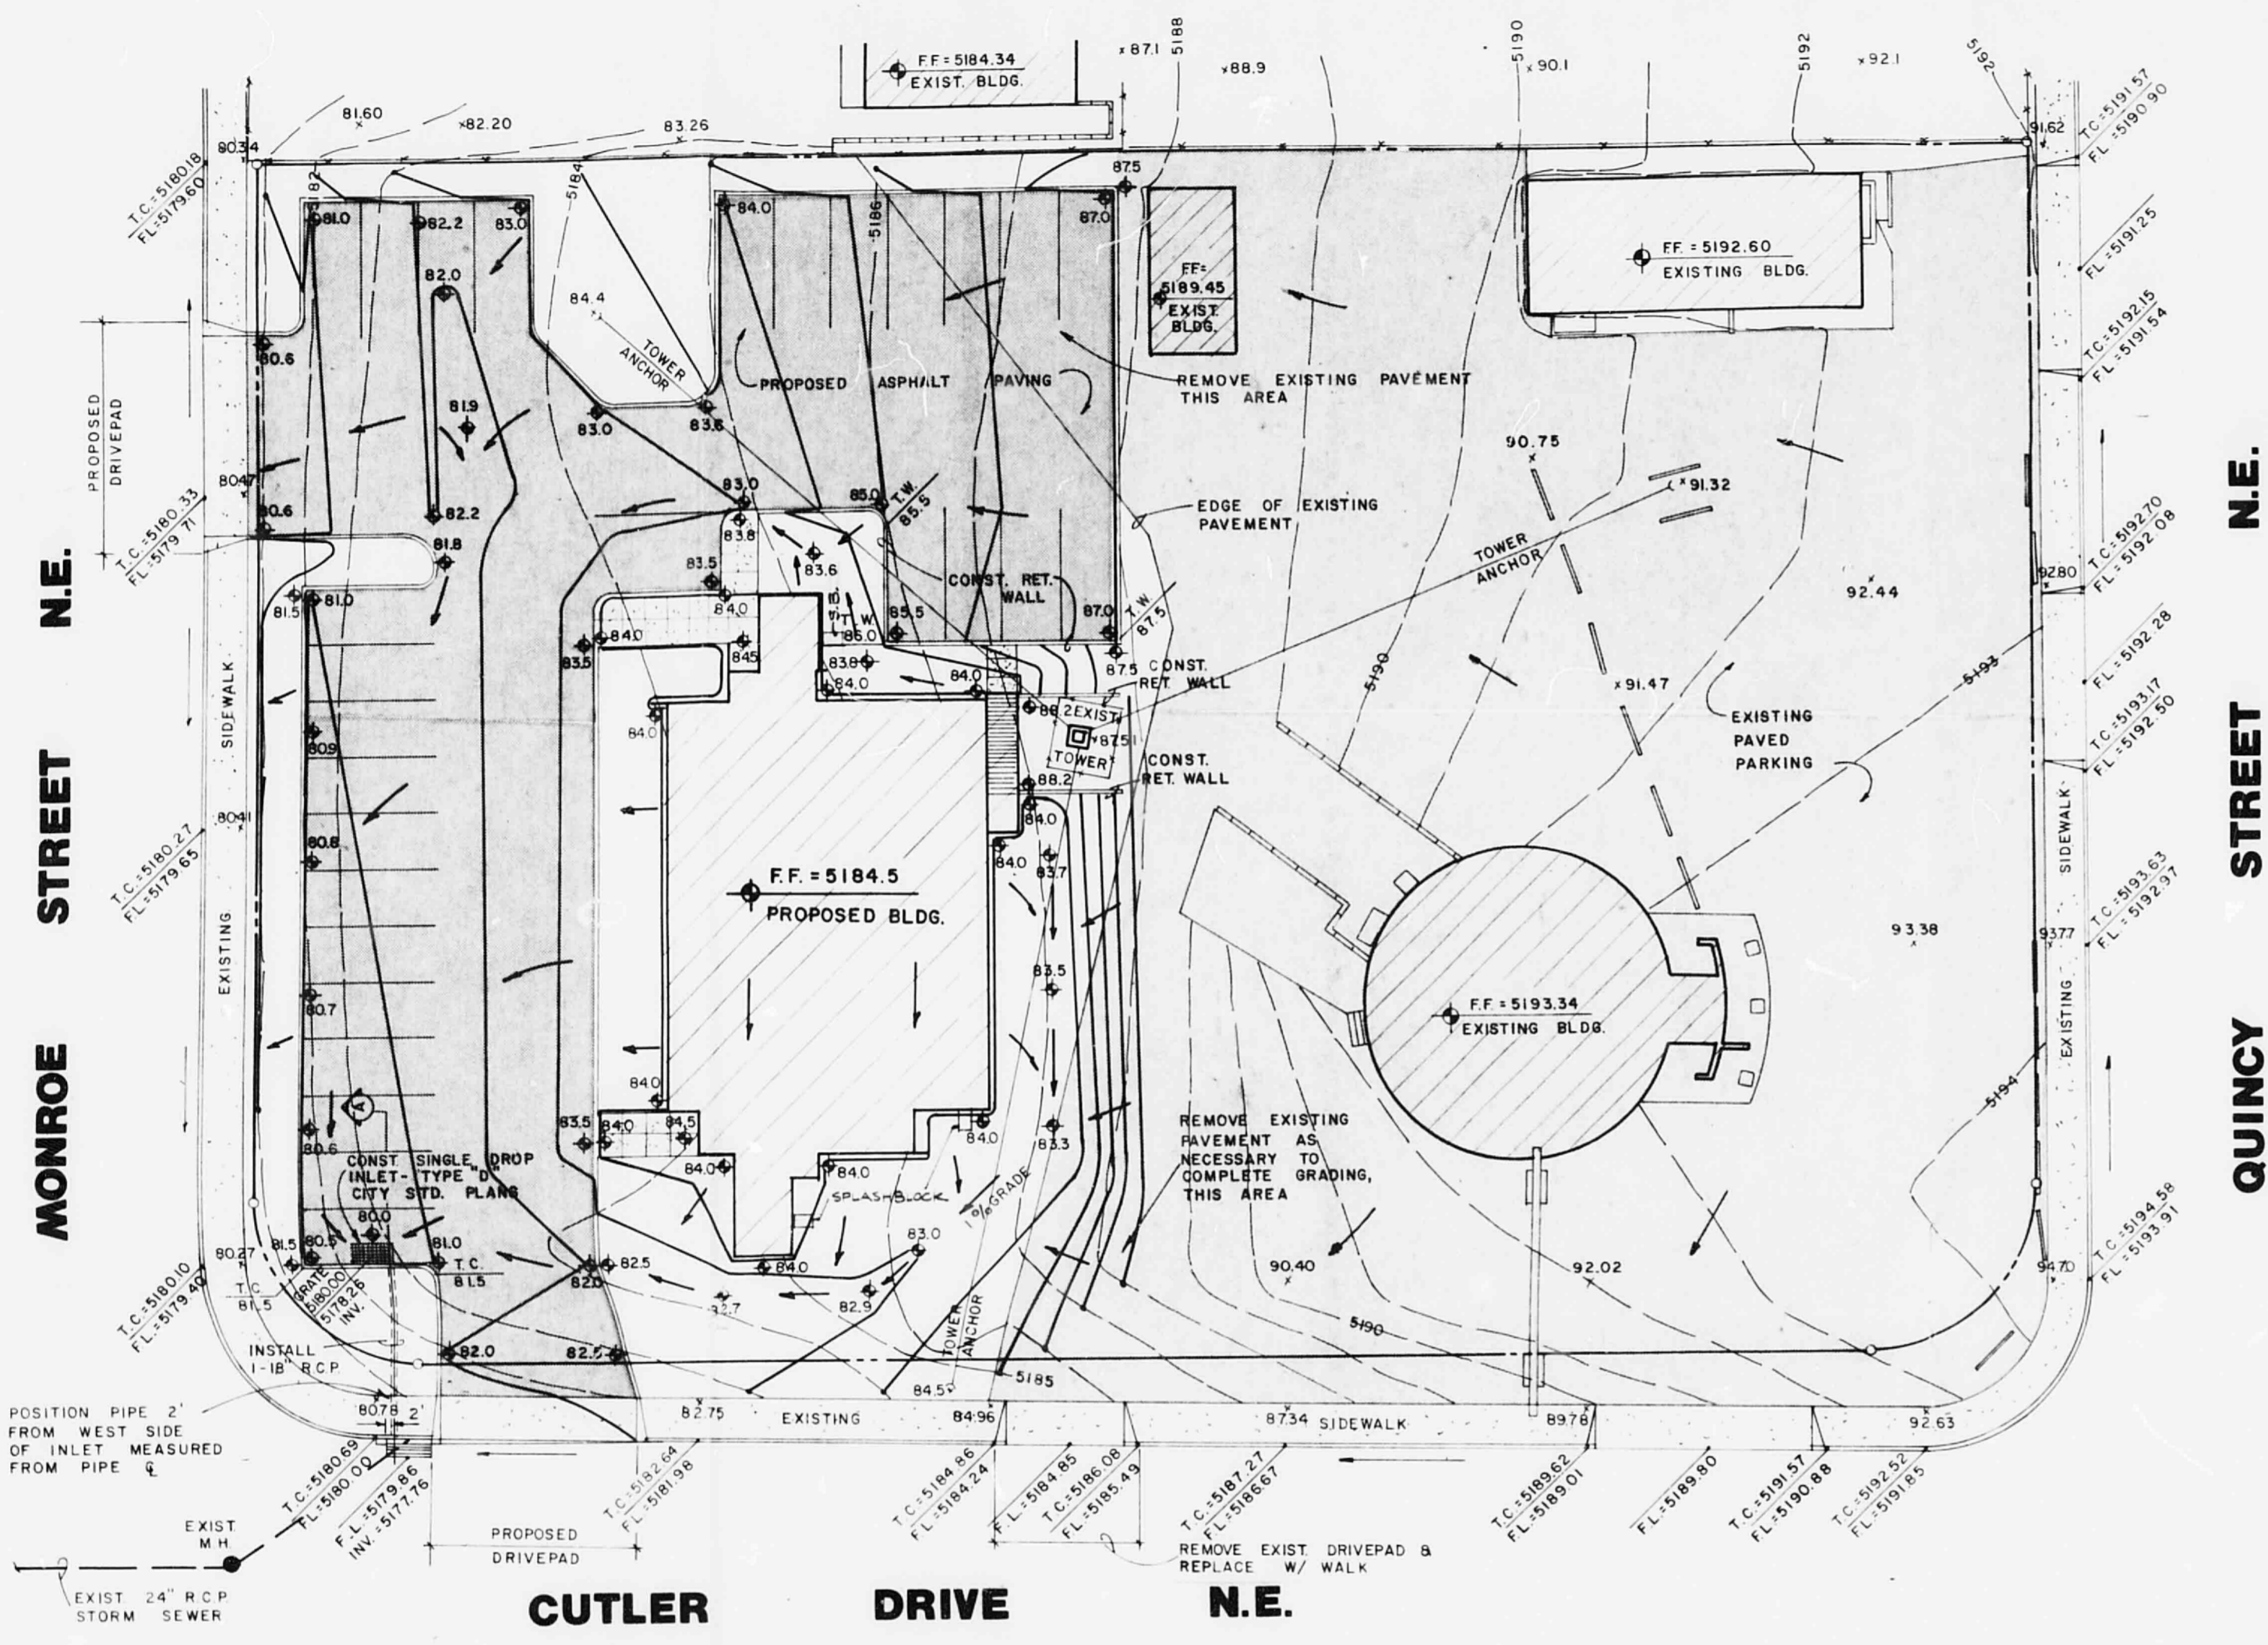 F.F. = 5184.34
EXIST. BLDG.
×87.1
5188
×88.9
5190
×90.1
5192
×92.1
5192
T.C.=5191.57
FL=5190.90
81.60
×82.20
83.26
80.34
91.62
T.C.=5180.18
FL=5179.60
5182
5184
87.5
81.0
82.2
83.0
84.0
5186
87.0
FL=5191.25
F.F. = 5192.60
EXISTING BLDG.
FF=
5189.45
EXIST.
BLDG.
82.0
84.4
TOWER
ANCHOR
T.C.=5192.15
FL=5191.54
80.6
PROPOSED ASPHALT PAVING
REMOVE EXISTING PAVEMENT
THIS AREA
PROPOSED
DRIVEPAD
81.9
83.0
83.6
90.75
×91.32
80.47
T.C.=5180.33
FL=5179.71
80.6
82.2
83.0
83.8
85.0
T.W.
85.5
EDGE OF EXISTING
PAVEMENT
TOWER
ANCHOR
T.C.=5192.70
FL=5192.08
92.80
92.44
81.8
83.5
83.6
CONST. RET.
WALL
81.5
81.0
84.0
S.B.
T.W.
86.0
85.5
87.0
T.W.
87.5
MONROE STREET N.E.
QUINCY STREET N.E.
84.0
83.5
84.5
83.8
84.0
84.0
87.5
CONST.
RET. WALL
5190
×91.47
5193
FL=5192.28
T.C.=5193.17
FL=5192.50
EXISTING SIDEWALK
84.0
80.9
88.2
EXIST.
×87.51
TOWER
88.2
CONST.
RET. WALL
EXISTING
PAVED
PARKING
80.41
T.C.=5180.27
FL=5179.65
80.8
84.0
84.0
83.7
F.F. = 5184.5
PROPOSED BLDG.
EXISTING SIDEWALK
T.C.=5193.63
FL=5192.97
93.77
93.38
83.5
80.7
F.F. = 5193.34
EXISTING BLDG.
84.0
A
80.6
83.5
84.0
84.5
84.0
83.3
5194
REMOVE EXISTING
PAVEMENT AS
NECESSARY TO
COMPLETE GRADING,
THIS AREA
CONST. SINGLE DROP
INLET- TYPE "D"
CITY STD. PLANS
84.0
84.0
SPLASHBLOCK
1% GRADE
80.0
80.27
81.5
80.5
81.0
T.C.
81.5
82.0
82.5
84.0
83.0
T.C.=5180.10
FL=5179.40
T.C.
81.5
GRATE
5180.00
5178.26
INV.
82.9
90.40
92.02
94.70
T.C.=5194.58
FL=5193.91
TOWER
ANCHOR
5190
INSTALL
1-18" R.C.P.
82.0
82.5
84.5
5185
POSITION PIPE 2'
FROM WEST SIDE
OF INLET MEASURED
FROM PIPE ℄
80.78
2'
82.75
EXISTING
84.96
87.34
SIDEWALK
89.78
92.63
T.C.=5180.69
FL=5180.00
F.L.=5179.86
INV.=5177.76
T.C.=5182.64
FL=5181.98
T.C.=5184.86
FL=5184.24
F.L.=5184.85
T.C.=5186.08
FL=5185.49
T.C.=5187.27
FL=5186.67
T.C.=5189.62
FL=5189.01
FL=5189.80
T.C.=5191.57
FL=5190.88
T.C.=5192.52
FL=5191.85
EXIST.
M.H.
PROPOSED
DRIVEPAD
REMOVE EXIST. DRIVEPAD &
REPLACE W/ WALK
EXIST. 24" R.C.P.
STORM SEWER
CUTLER DRIVE N.E.